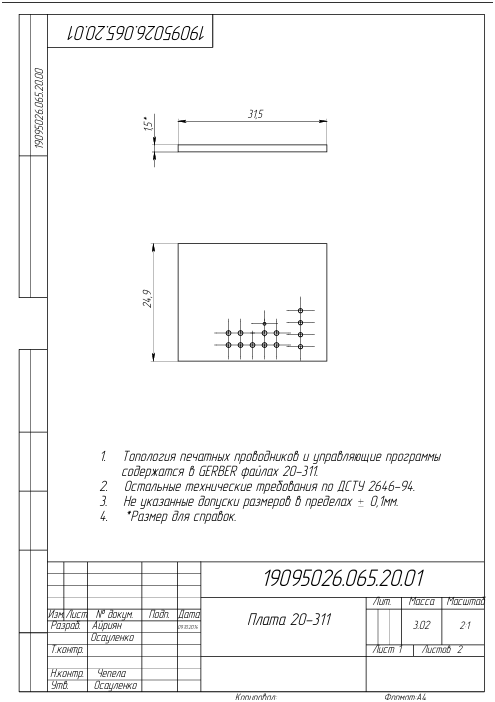 19095026.065.20.01
19095026.065.20.00
31,5
1,5*
24,9
1. Топология печатных проводников и управляющие программы
содержатся в GERBER файлах 20-311.
2. Остальные технические требования по ДСТУ 2646-94.
3. Не указанные допуски размеров в пределах ± 0,1мм.
4. *Размер для справок.
19095026.065.20.01
Изм. Лист № докум. Подп. Дата
Разраб. Айриян
Осауленко
Т.контр.
Н.контр. Чепела
Утв. Осауленко
Плата 20-311
Лит. Масса Масштаб
3.02 2:1
Лист 1 Листов 2
Копировал Формат А4